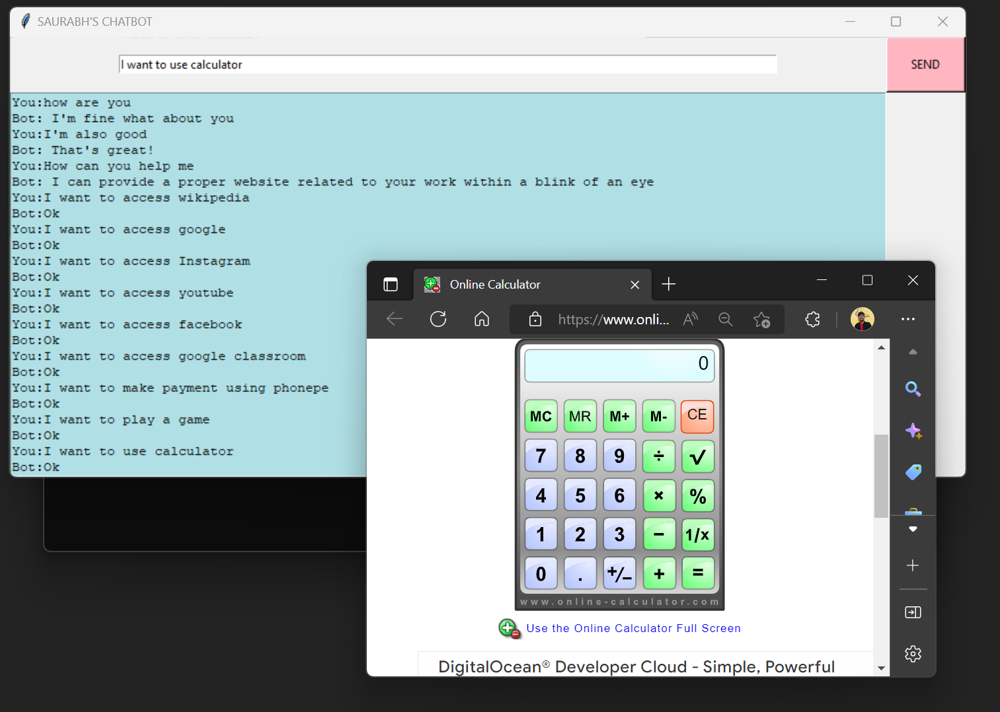 SAURABH'S CHATBOT
I want to use calculator
SEND
You:how are you
Bot: I'm fine what about you
You:I'm also good
Bot: That's great!
You:How can you help me
Bot: I can provide a proper website related to your work within a blink of an eye
You:I want to access wikipedia
Bot:Ok
You:I want to access google
Bot:Ok
You:I want to access Instagram
Bot:Ok
You:I want to access youtube
Bot:Ok
You:I want to access facebook
Bot:Ok
You:I want to access google classroom
Bot:Ok
You:I want to make payment using phonepe
Bot:Ok
You:I want to play a game
Bot:Ok
You:I want to use calculator
Bot:Ok
Online Calculator
https://www.onli...
0
MC MR M+ M- CE
7 8 9 ÷ √
4 5 6 × %
1 2 3 − 1/x
0 . +/− + =
www.online-calculator.com
Use the Online Calculator Full Screen
DigitalOcean® Developer Cloud - Simple, Powerful